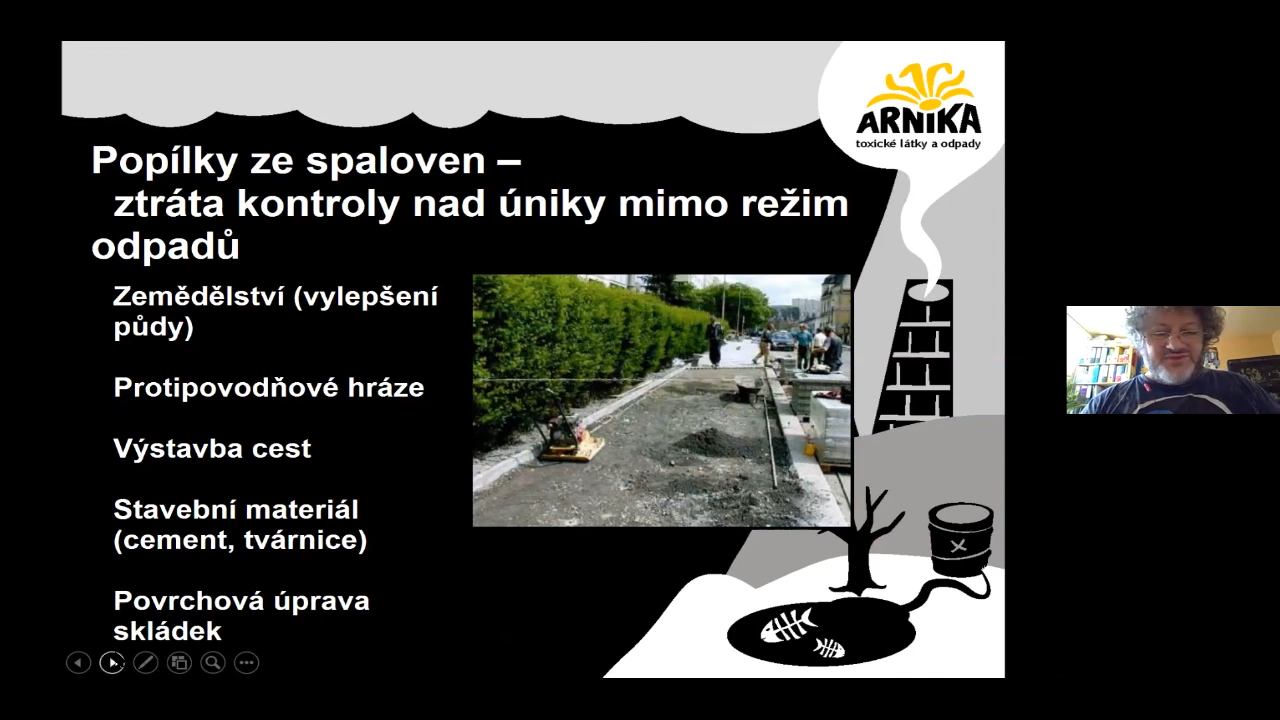 ARNIKA
toxické látky a odpady
Popílky ze spaloven –
ztráta kontroly nad úniky mimo režim
odpadů
Zemědělství (vylepšení
půdy)
Protipovodňové hráze
Výstavba cest
Stavební materiál
(cement, tvárnice)
Povrchová úprava
skládek